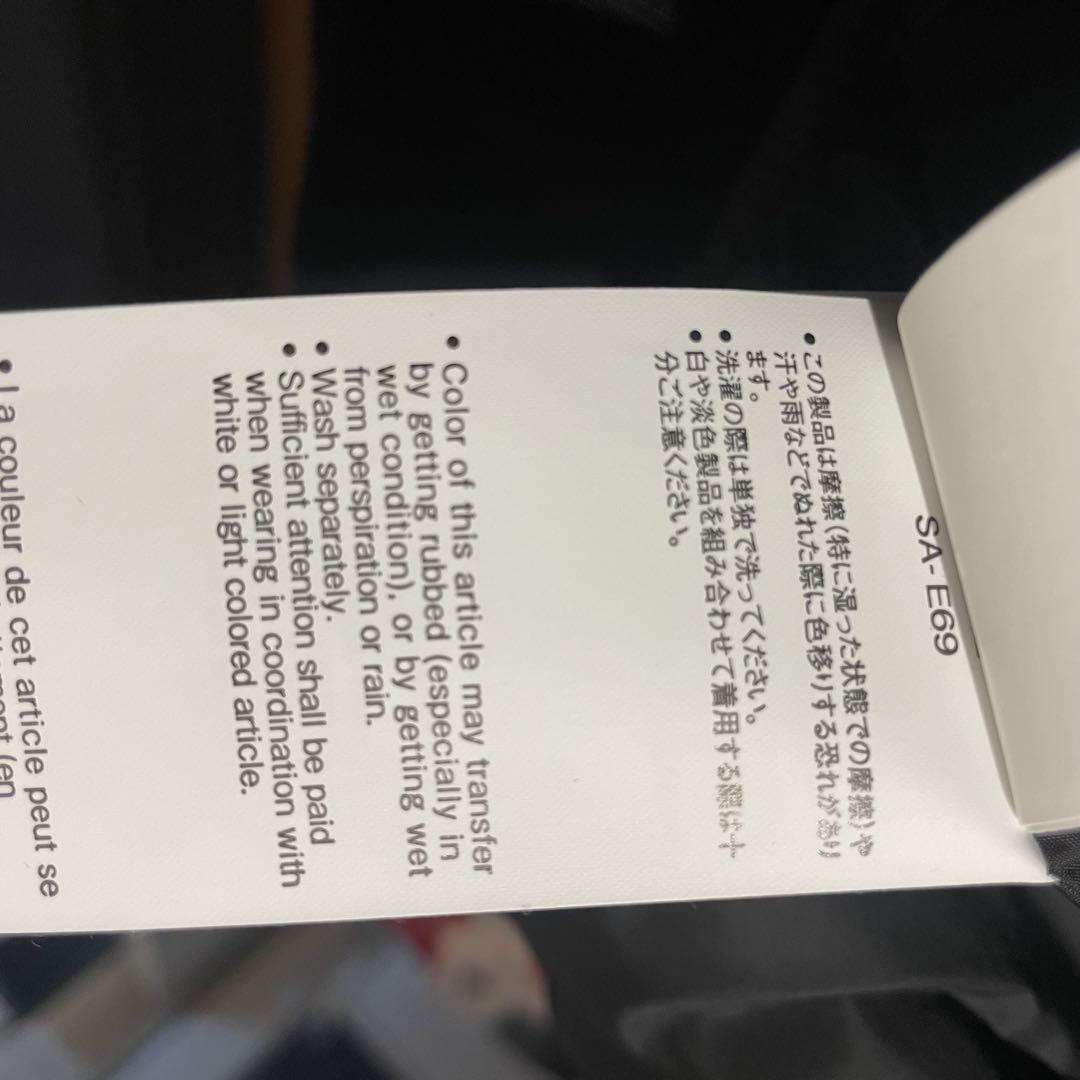 SA-E69
•この製品は摩擦(特に湿った状態での摩擦)や
汗や雨などでぬれた際に色移りする恐れがあり
ます。
•洗濯の際は単独で洗ってください。
•白や淡色製品を組み合わせて着用する際は十
分ご注意ください。
•Color of this article may transfer
by getting rubbed (especially in
wet condition), or by getting wet
from perspiration or rain.
•Wash separately.
•Sufficient attention shall be paid
when wearing in coordination with
white or light colored article.
•La couleur de cet article peut se
(en